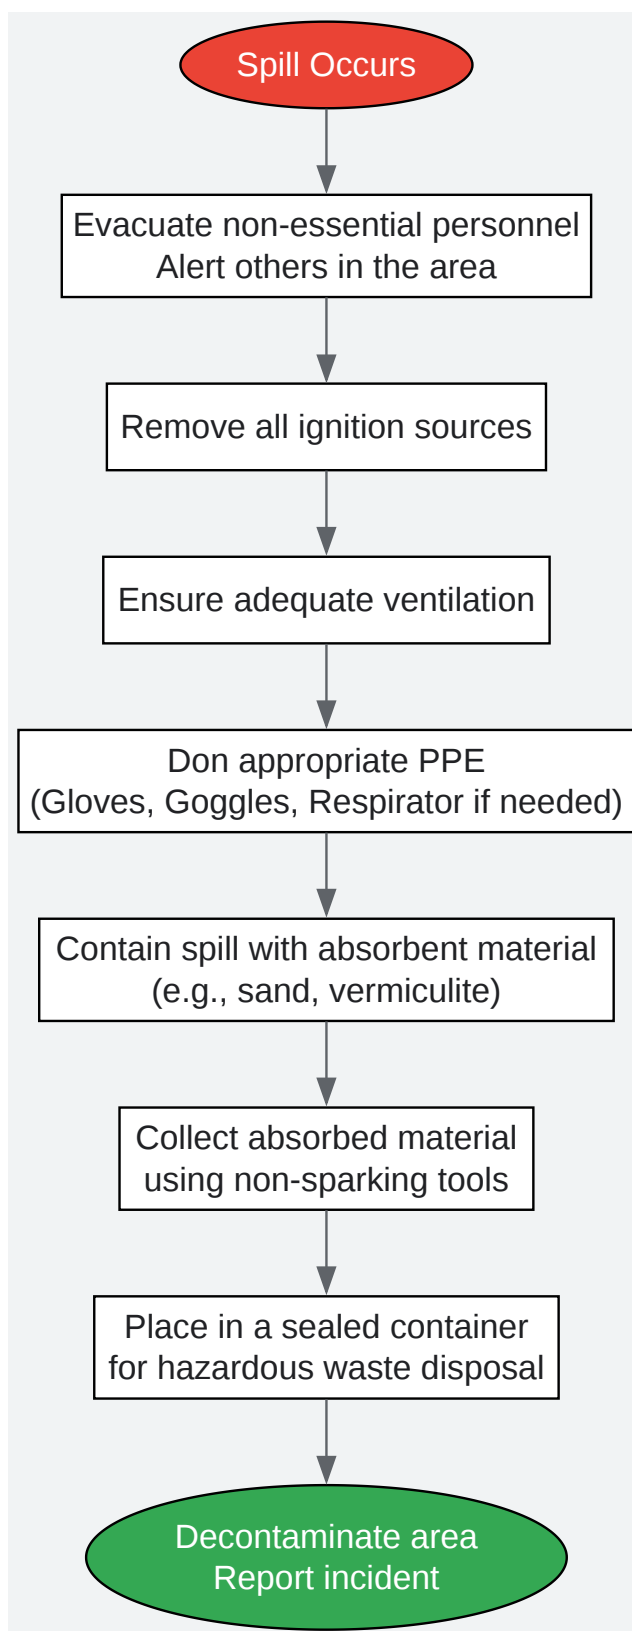 Spill Occurs
Evacuate non-essential personnel
Alert others in the area
Remove all ignition sources
Ensure adequate ventilation
Don appropriate PPE
(Gloves, Goggles, Respirator if needed)
Contain spill with absorbent material
(e.g., sand, vermiculite)
Collect absorbed material
using non-sparking tools
Place in a sealed container
for hazardous waste disposal
Decontaminate area
Report incident